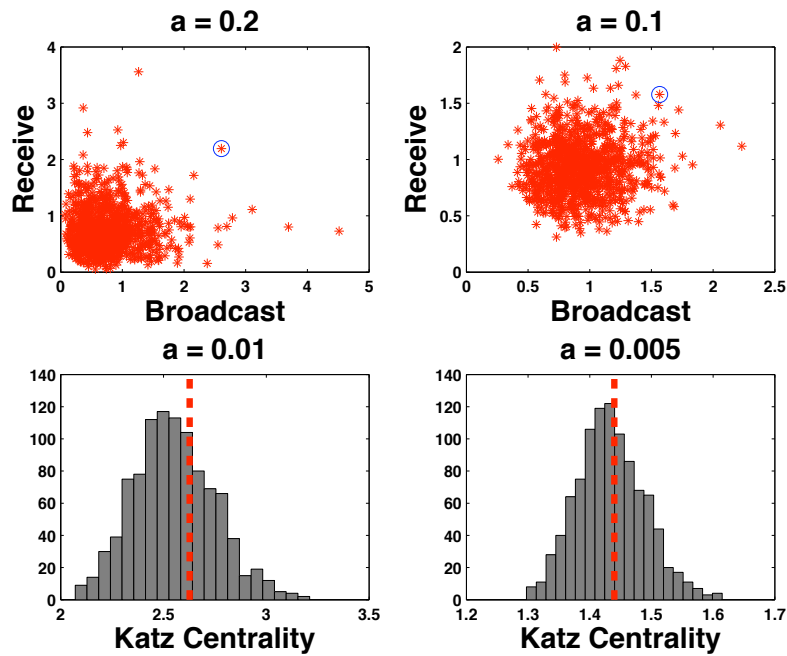 a = 0.2
4
3
2
1
0
Receive
0 1 2 3 4 5
Broadcast
a = 0.1
2
1.5
1
0.5
0
Receive
0 0.5 1 1.5 2 2.5
Broadcast
a = 0.01
140
120
100
80
60
40
20
0
2 2.5 3 3.5
Katz Centrality
a = 0.005
140
120
100
80
60
40
20
0
1.2 1.3 1.4 1.5 1.6 1.7
Katz Centrality